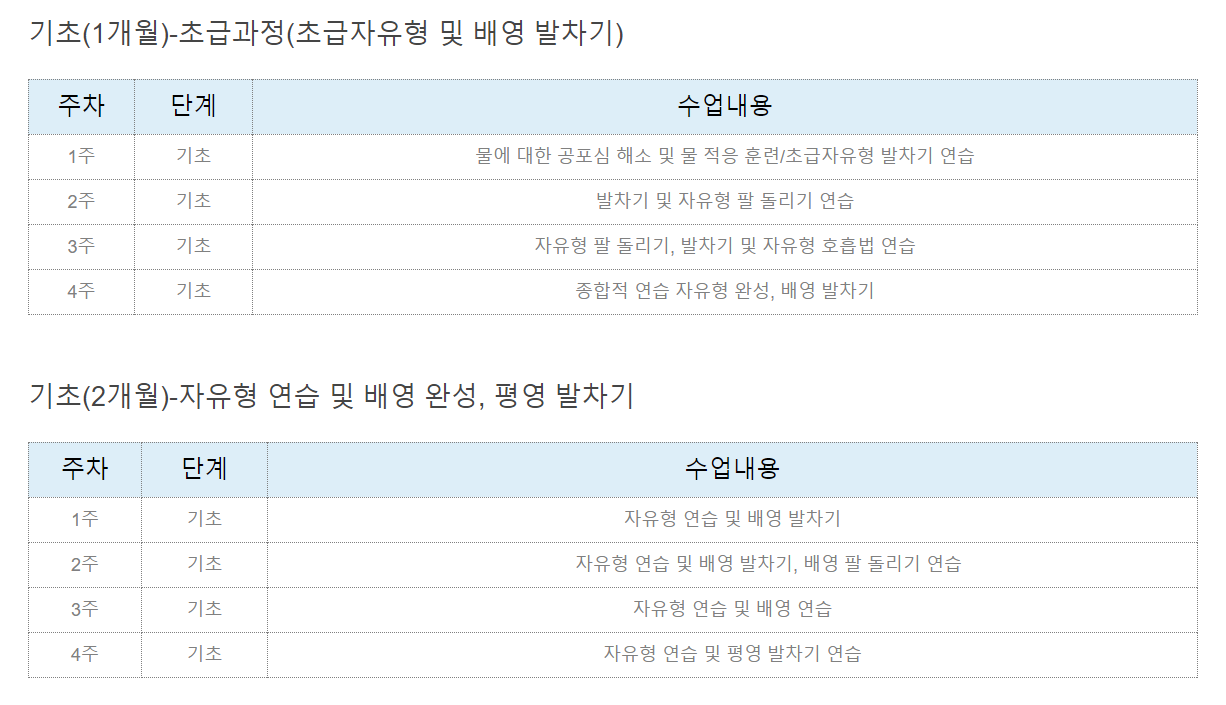 기초(1개월)-초급과정(초급자유형 및 배영 발차기)
주차 단계 수업내용
1주 기초 물에 대한 공포심 해소 및 물 적응 훈련/초급자유형 발차기 연습
2주 기초 발차기 및 자유형 팔 돌리기 연습
3주 기초 자유형 팔 돌리기, 발차기 및 자유형 호흡법 연습
4주 기초 종합적 연습 자유형 완성, 배영 발차기
기초(2개월)-자유형 연습 및 배영 완성, 평영 발차기
주차 단계 수업내용
1주 기초 자유형 연습 및 배영 발차기
2주 기초 자유형 연습 및 배영 발차기, 배영 팔 돌리기 연습
3주 기초 자유형 연습 및 배영 연습
4주 기초 자유형 연습 및 평영 발차기 연습